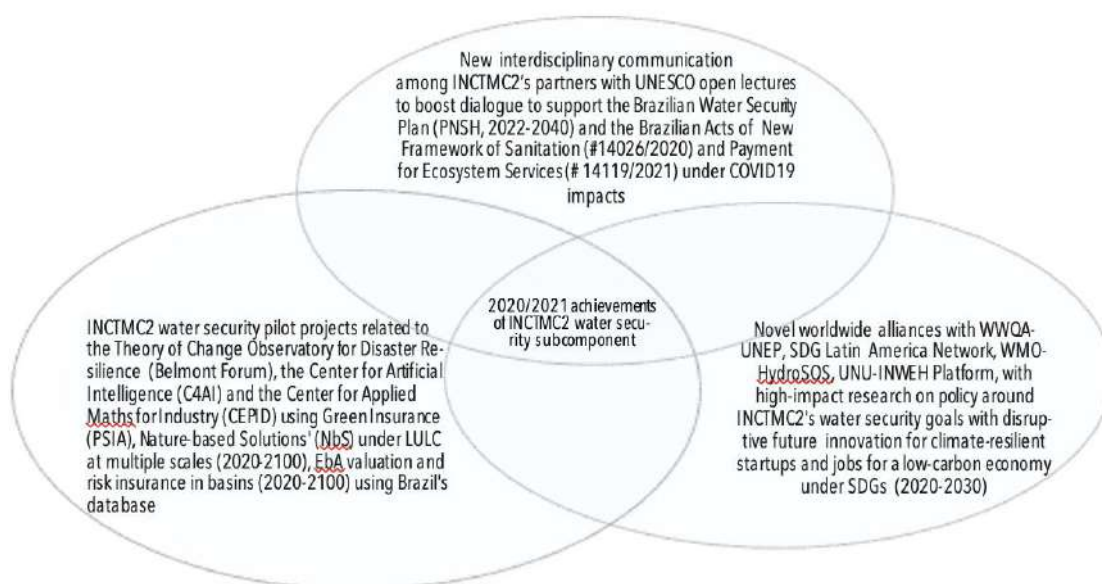 New interdisciplinary communication
among INCTMC2's partners with UNESCO open lectures
to boost dialogue to support the Brazilian Water Security
Plan (PNSH, 2022-2040) and the Brazilian Acts of New
Framework of Sanitation (#14026/2020) and Payment
for Ecosystem Services (# 14119/2021) under COVID19
impacts
2020/2021 achievements
of INCTMC2 water secu-
rity subcomponent
INCTMC2 water security pilot projects related to
the Theory of Change Observatory for Disaster Re-
silience (Belmont Forum), the Center for Artificial
Intelligence (C4AI) and the Center for Applied
Maths for Industry (CEPID) using Green Insurance
(PSIA), Nature-based Solutions' (NbS) under LULC
at multiple scales (2020-2100), EbA valuation and
risk insurance in basins (2020-2100) using Brazil's
database
Novel worldwide alliances with WWQA-
UNEP, SDG Latin America Network, WMO-
HydroSOS, UNU-INWEH Platform, with
high-impact research on policy around
INCTMC2's water security goals with disrup-
tive future innovation for climate-resilient
startups and jobs for a low-carbon economy
under SDGs (2020-2030)